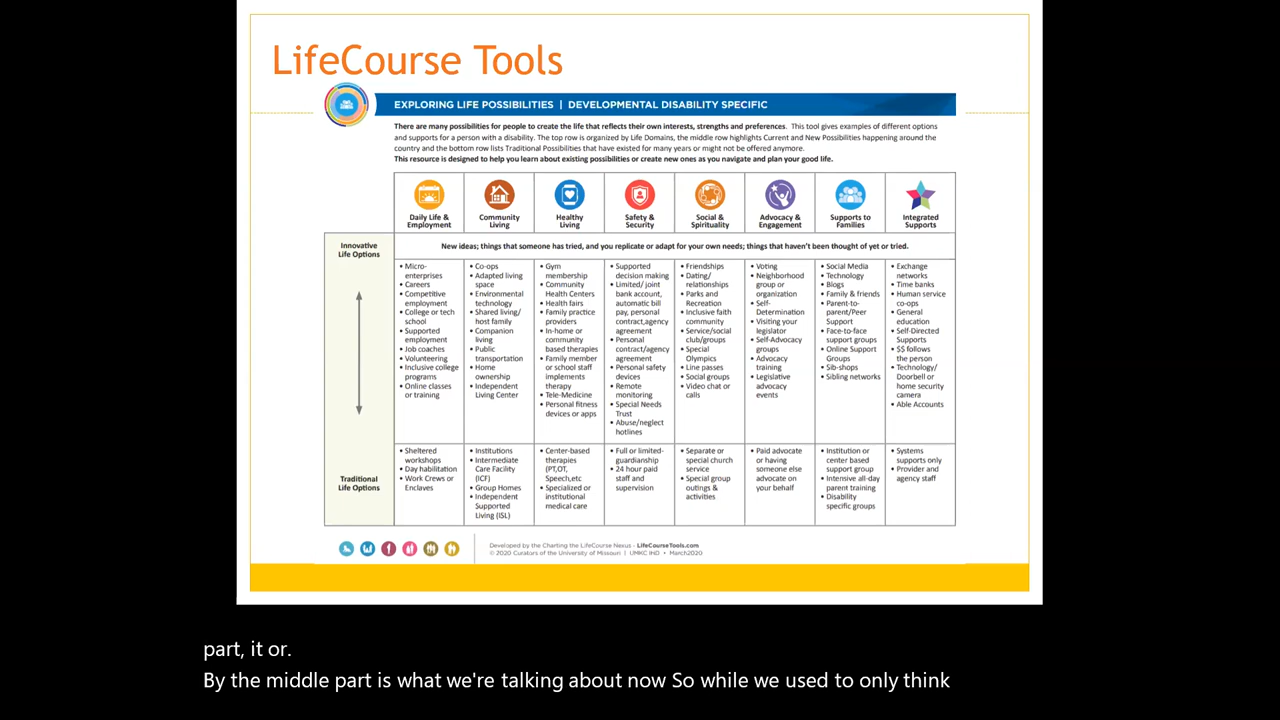 LifeCourse Tools
EXPLORING LIFE POSSIBILITIES | DEVELOPMENTAL DISABILITY SPECIFIC
There are many possibilities for people to create the life that reflects their own interests, strengths and preferences. This tool gives examples of different options
and supports for a person with a disability. The top row is organized by Life Domains, the middle row highlights Current and New Possibilities happening around the
country and the bottom row lists Traditional Possibilities that have existed for many years or might not be offered anymore.
This resource is designed to help you learn about existing possibilities or create new ones as you navigate and plan your good life.
Daily Life &
Employment
Community
Living
Healthy
Living
Safety &
Security
Social &
Spirituality
Advocacy &
Engagement
Supports to
Families
Integrated
Supports
Innovative
Life Options
New ideas; things that someone has tried, and you replicate or adapt for your own needs; things that haven't been thought of yet or tried.
• Micro-
enterprises
• Careers
• Competitive
employment
• College or tech
school
• Supported
employment
• Job coaches
• Volunteering
• Inclusive college
programs
• Online classes
or training
• Co-ops
• Adapted living
space
• Environmental
technology
• Shared living/
host family
• Companion
living
• Public
transportation
• Home
ownership
• Independent
Living Center
• Gym
membership
• Community
Health Centers
• Health fairs
• Family practice
providers
• In-home or
community
based therapies
• Family member
or school staff
implements
therapy
• Tele-Medicine
• Personal fitness
devices or apps
• Supported
decision making
• Limited/ joint
bank account,
automatic bill
pay, personal
contract,agency
agreement
• Personal
contract/agency
agreement
• Personal safety
devices
• Remote
monitoring
• Special Needs
Trust
• Abuse/neglect
hotlines
• Friendships
• Dating/
relationships
• Parks and
Recreation
• Inclusive faith
community
• Service/social
club/groups
• Special
Olympics
• Line passes
• Social groups
• Video chat or
calls
• Voting
• Neighborhood
group or
organization
• Self-
Determination
• Visiting your
legislator
• Self-Advocacy
groups
• Advocacy
training
• Legislative
advocacy
events
• Social Media
• Technology
• Blogs
• Family & friends
• Parent-to-
parent/Peer
Support
• Face-to-face
support groups
• Online Support
Groups
• Sib-shops
• Sibling networks
• Exchange
networks
• Time banks
• Human service
co-ops
• General
education
• Self-Directed
Supports
• $$ follows
the person
• Technology/
Doorbell or
home security
camera
• Able Accounts
Traditional
Life Options
• Sheltered
workshops
• Day habilitation
• Work Crews or
Enclaves
• Institutions
• Intermediate
Care Facility
(ICF)
• Group Homes
• Independent
Supported
Living (ISL)
• Center-based
therapies
(PT,OT,
Speech,etc
• Specialized or
institutional
medical care
• Full or limited-
guardianship
• 24 hour paid
staff and
supervision
• Separate or
special church
service
• Special group
outings &
activities
• Paid advocate
or having
someone else
advocate on
your behalf
• Institution or
center based
support group
• Intensive all-day
parent training
• Disability
specific groups
• Systems
supports only
• Provider and
agency staff
Developed by the Charting the LifeCourse Nexus - LifeCourseTools.com
© 2020 Curators of the University of Missouri | UMKC IHD • March2020
part, it or.
By the middle part is what we're talking about now So while we used to only think